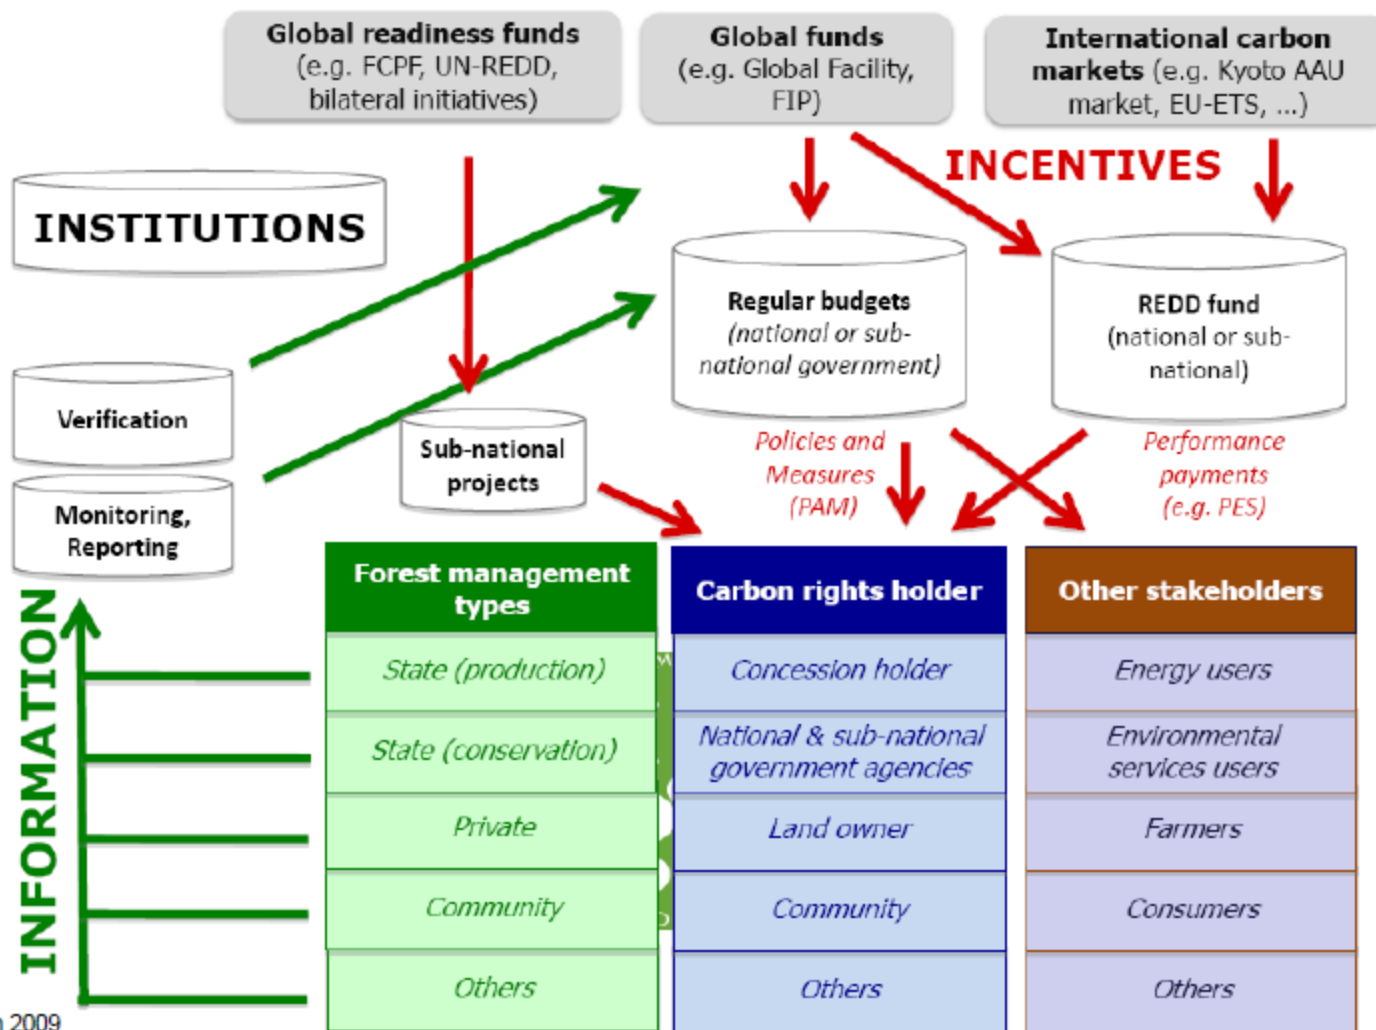 Global readiness funds
(e.g. FCPF, UN-REDD,
bilateral initiatives)
Global funds
(e.g. Global Facility,
FIP)
International carbon
markets (e.g. Kyoto AAU
market, EU-ETS, ...)
INCENTIVES
INSTITUTIONS
Regular budgets
(national or sub-
national government)
REDD fund
(national or sub-
national)
Verification
Monitoring,
Reporting
Sub-national
projects
Policies and
Measures
(PAM)
Performance
payments
(e.g. PES)
INFORMATION
Forest management
types
State (production)
State (conservation)
Private
Community
Others
Carbon rights holder
Concession holder
National & sub-national
government agencies
Land owner
Community
Others
Other stakeholders
Energy users
Environmental
services users
Farmers
Consumers
Others
2009